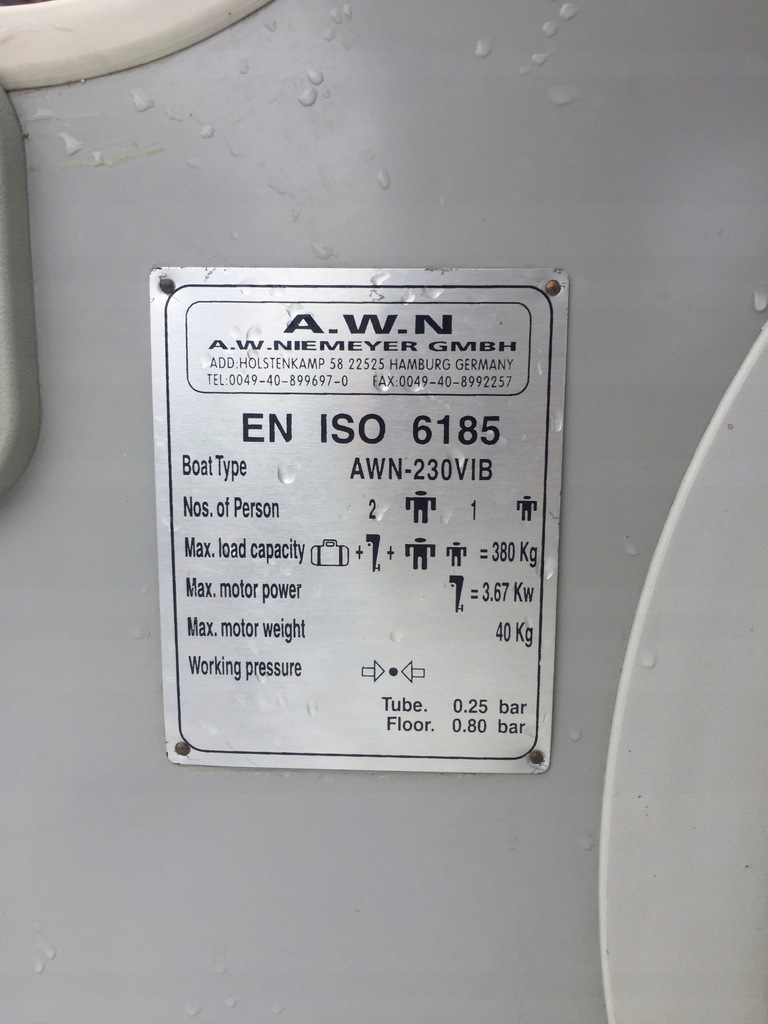 A.W.N
A.W.NIEMEYER GMBH
ADD:HOLSTENKAMP 58 22525 HAMBURG GERMANY
TEL:0049-40-899697-0 FAX:0049-40-8992257
EN ISO 6185
Boat Type AWN-230VIB
Nos. of Person 2 1
Max. load capacity + + = 380 Kg
Max. motor power = 3.67 Kw
Max. motor weight 40 Kg
Working pressure
Tube. 0.25 bar
Floor. 0.80 bar